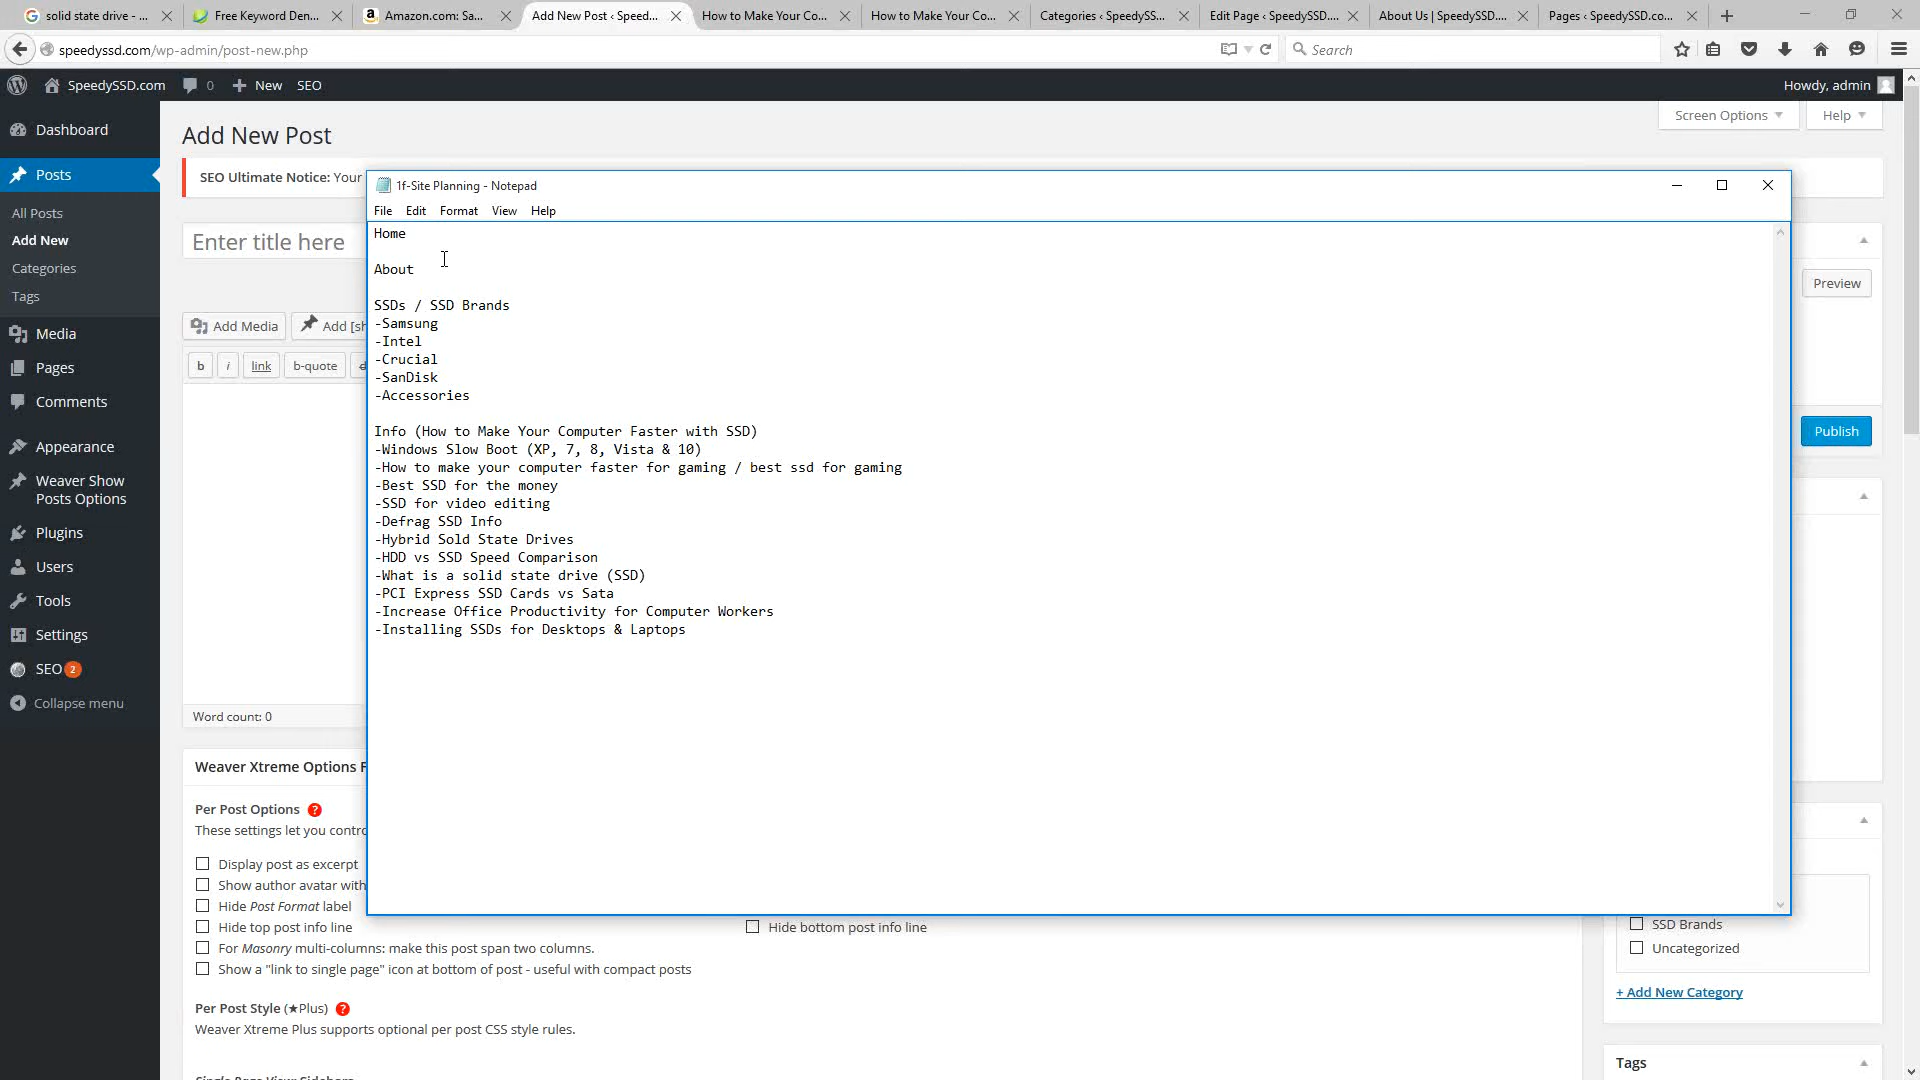 solid state drive - ...
Free Keyword Den...
Amazon.com: Sa...
Add New Post ‹ Speed...
How to Make Your Co...
How to Make Your Co...
Categories ‹ SpeedySS...
Edit Page ‹ SpeedySSD....
About Us | SpeedySSD....
Pages ‹ SpeedySSD.co...
speedyssd.com/wp-admin/post-new.php
Search
SpeedySSD.com
0
New
SEO
Howdy, admin
Dashboard
Posts
All Posts
Add New
Categories
Tags
Media
Pages
Comments
Appearance
Weaver Show
Posts Options
Plugins
Users
Tools
Settings
SEO 2
Collapse menu
Screen Options
Help
Add New Post
SEO Ultimate Notice: Your
Enter title here
Add Media
Add [sh
b
i
link
b-quote
Word count: 0
1f-Site Planning - Notepad
File Edit Format View Help
Home
About
SSDs / SSD Brands
-Samsung
-Intel
-Crucial
-SanDisk
-Accessories
Info (How to Make Your Computer Faster with SSD)
-Windows Slow Boot (XP, 7, 8, Vista & 10)
-How to make your computer faster for gaming / best ssd for gaming
-Best SSD for the money
-SSD for video editing
-Defrag SSD Info
-Hybrid Sold State Drives
-HDD vs SSD Speed Comparison
-What is a solid state drive (SSD)
-PCI Express SSD Cards vs Sata
-Increase Office Productivity for Computer Workers
-Installing SSDs for Desktops & Laptops
Preview
Publish
Weaver Xtreme Options F
Per Post Options ?
These settings let you contro
Display post as excerpt
Show author avatar with
Hide Post Format label
Hide top post info line
Hide bottom post info line
For Masonry multi-columns: make this post span two columns.
Show a "link to single page" icon at bottom of post - useful with compact posts
Per Post Style (★Plus) ?
Weaver Xtreme Plus supports optional per post CSS style rules.
SSD Brands
Uncategorized
+ Add New Category
Tags